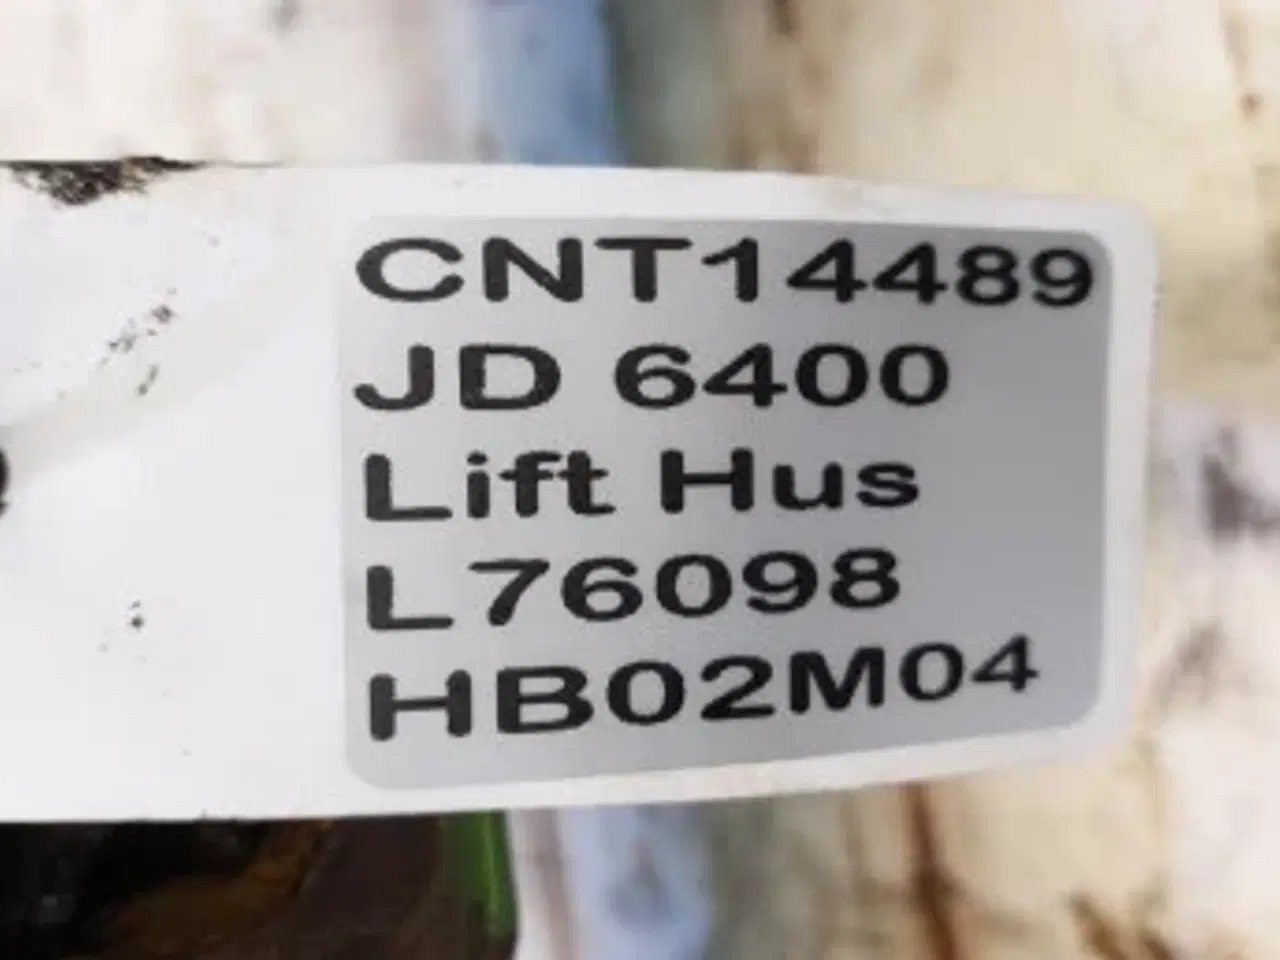 CNT14489
JD 6400
Lift Hus
L76098
HB02M04